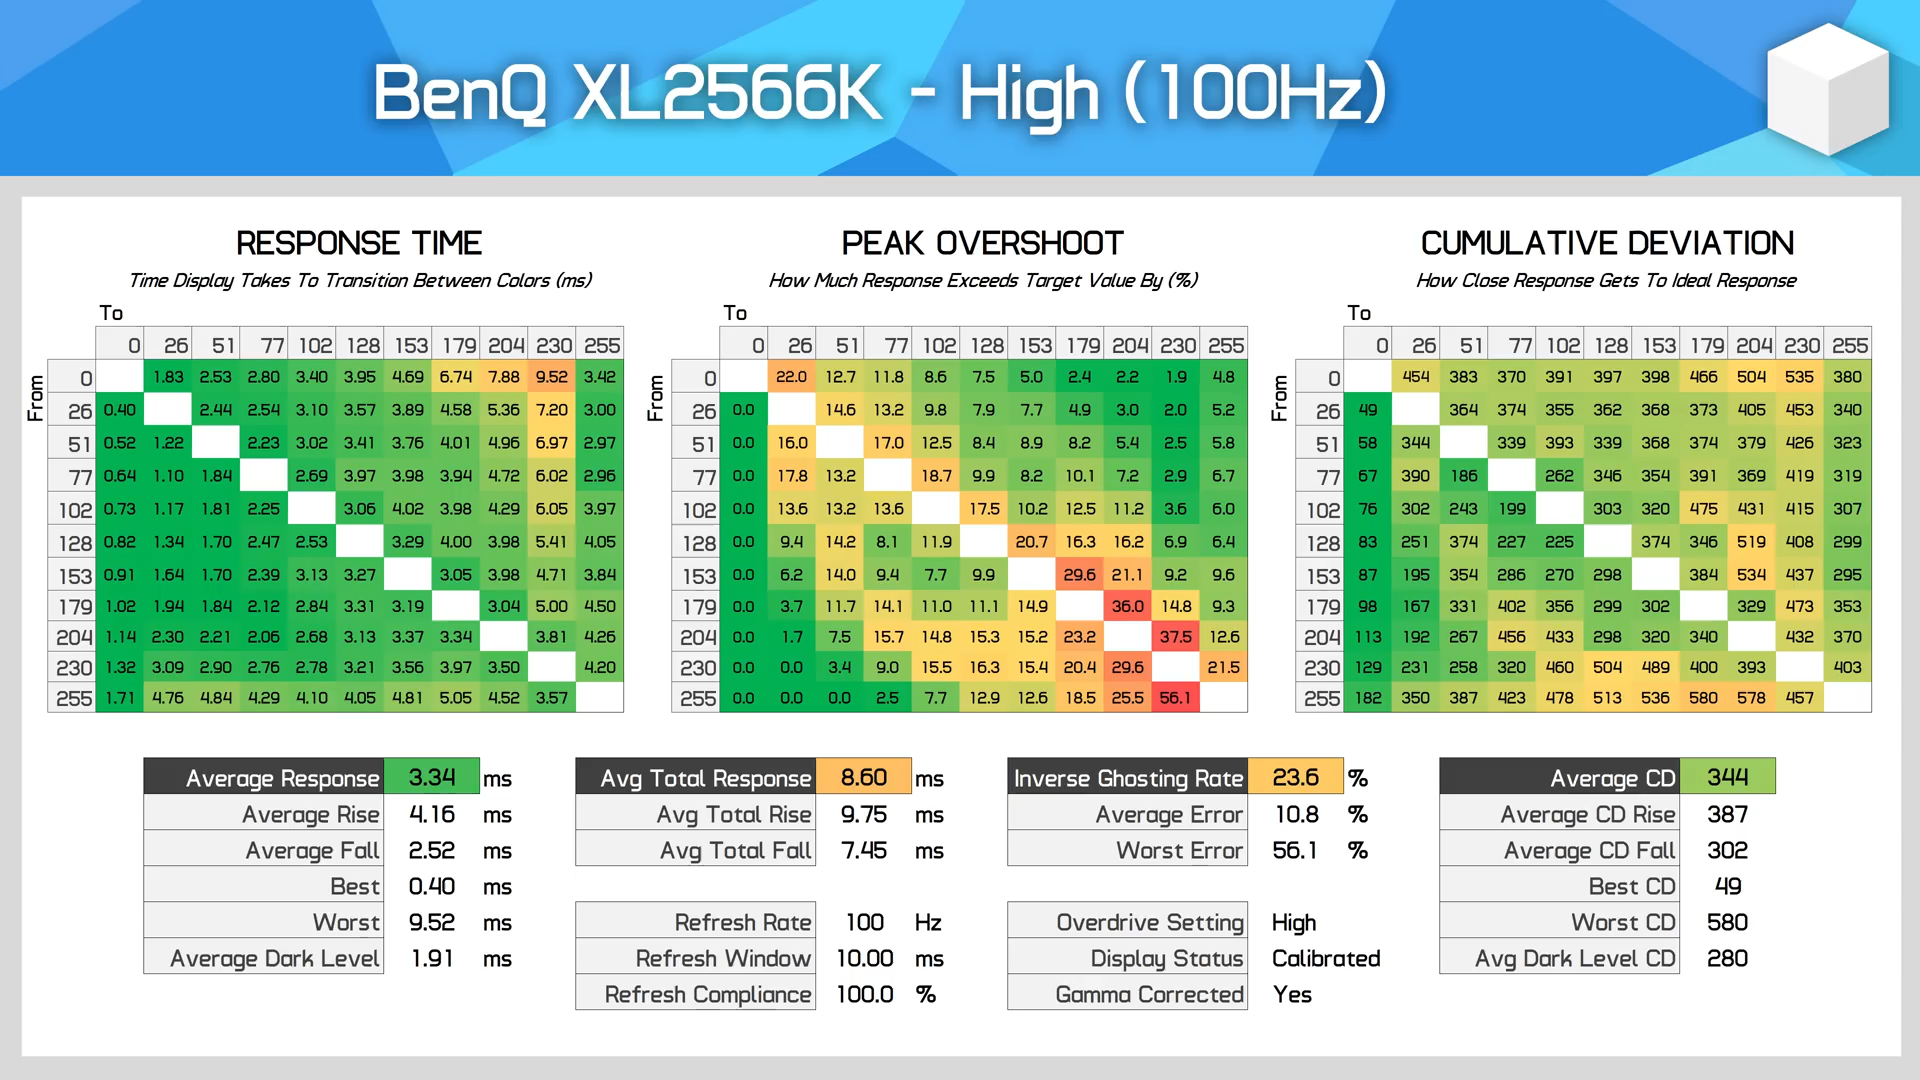 BenQ XL2566K - High (100Hz)
RESPONSE TIME
Time Display Takes To Transition Between Colors (ms)
To
From
0 26 51 77 102 128 153 179 204 230 255
0 1.83 2.53 2.80 3.40 3.95 4.69 6.74 7.88 9.52 3.42
26 0.40 2.44 2.54 3.10 3.57 3.89 4.58 5.36 7.20 3.00
51 0.52 1.22 2.23 3.02 3.41 3.76 4.01 4.96 6.97 2.97
77 0.64 1.10 1.84 2.69 3.97 3.98 3.94 4.72 6.02 2.96
102 0.73 1.17 1.81 2.25 3.06 4.02 3.98 4.29 6.05 3.97
128 0.82 1.34 1.70 2.47 2.53 3.29 4.00 3.98 5.41 4.05
153 0.91 1.64 1.70 2.39 3.13 3.27 3.05 3.98 4.71 3.84
179 1.02 1.94 1.84 2.12 2.84 3.31 3.19 3.04 5.00 4.50
204 1.14 2.30 2.21 2.06 2.68 3.13 3.37 3.34 3.81 4.26
230 1.32 3.09 2.90 2.76 2.78 3.21 3.56 3.97 3.50 4.20
255 1.71 4.76 4.84 4.29 4.10 4.05 4.81 5.05 4.52 3.57
PEAK OVERSHOOT
How Much Response Exceeds Target Value By (%)
To
From
0 26 51 77 102 128 153 179 204 230 255
0 22.0 12.7 11.8 8.6 7.5 5.0 2.4 2.2 1.9 4.8
26 0.0 14.6 13.2 9.8 7.9 7.7 4.9 3.0 2.0 5.2
51 0.0 16.0 17.0 12.5 8.4 8.9 8.2 5.4 2.5 5.8
77 0.0 17.8 13.2 18.7 9.9 8.2 10.1 7.2 2.9 6.7
102 0.0 13.6 13.2 13.6 17.5 10.2 12.5 11.2 3.6 6.0
128 0.0 9.4 14.2 8.1 11.9 20.7 16.3 16.2 6.9 6.4
153 0.0 6.2 14.0 9.4 7.7 9.9 29.6 21.1 9.2 9.6
179 0.0 3.7 11.7 14.1 11.0 11.1 14.9 36.0 14.8 9.3
204 0.0 1.7 7.5 15.7 14.8 15.3 15.2 23.2 37.5 12.6
230 0.0 0.0 3.4 9.0 15.5 16.3 15.4 20.4 29.6 21.5
255 0.0 0.0 0.0 2.5 7.7 12.9 12.6 18.5 25.5 56.1
CUMULATIVE DEVIATION
How Close Response Gets To Ideal Response
To
From
0 26 51 77 102 128 153 179 204 230 255
0 454 383 370 391 397 398 466 504 535 380
26 49 364 374 355 362 368 373 405 453 340
51 58 344 339 393 339 368 374 379 426 323
77 67 390 186 262 346 354 391 369 419 319
102 76 302 243 199 303 320 475 431 415 307
128 83 251 374 227 225 374 346 519 408 299
153 87 195 354 286 270 298 384 534 437 295
179 98 167 331 402 356 299 302 329 473 353
204 113 192 267 456 433 298 320 340 432 370
230 129 231 258 320 460 504 489 400 393 403
255 182 350 387 423 478 513 536 580 578 457
Average Response 3.34 ms
Average Rise 4.16 ms
Average Fall 2.52 ms
Best 0.40 ms
Worst 9.52 ms
Average Dark Level 1.91 ms
Avg Total Response 8.60 ms
Avg Total Rise 9.75 ms
Avg Total Fall 7.45 ms
Refresh Rate 100 Hz
Refresh Window 10.00 ms
Refresh Compliance 100.0 %
Inverse Ghosting Rate 23.6 %
Average Error 10.8 %
Worst Error 56.1 %
Overdrive Setting High
Display Status Calibrated
Gamma Corrected Yes
Average CD 344
Average CD Rise 387
Average CD Fall 302
Best CD 49
Worst CD 580
Avg Dark Level CD 280